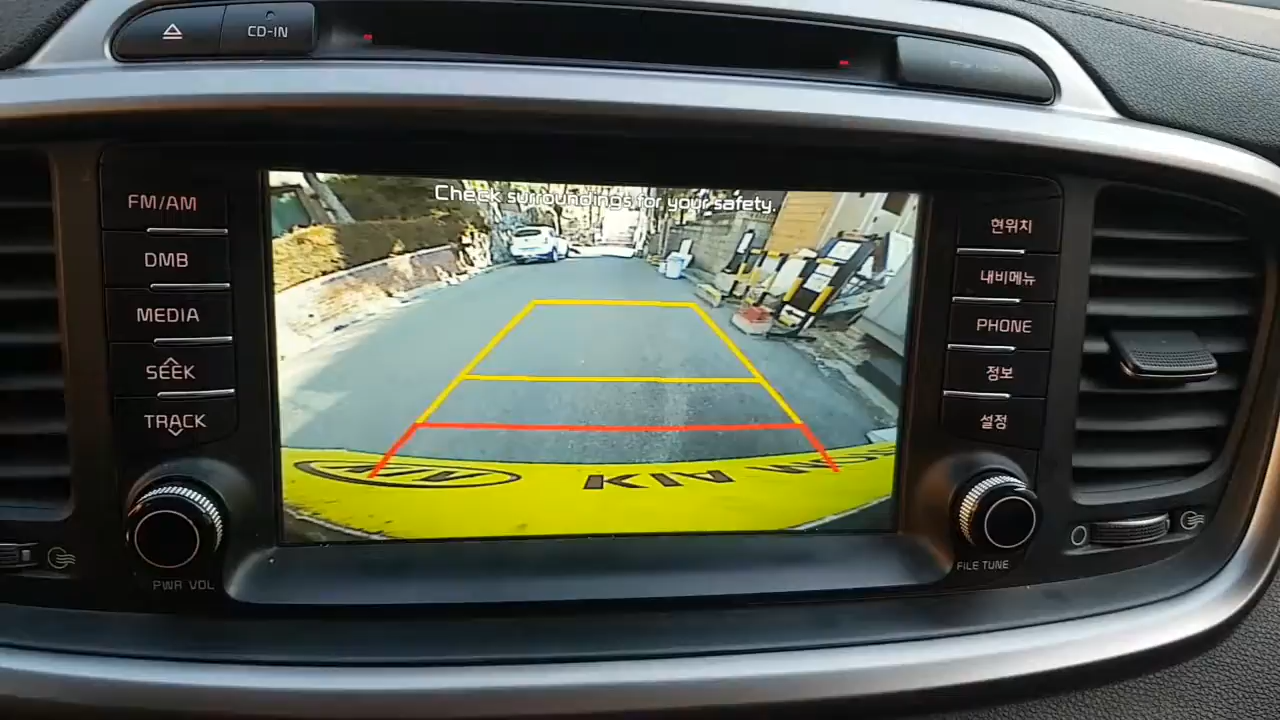 CD-IN
Check surroundings for your safety.
FM/AM
DMB
MEDIA
SEEK
TRACK
PWR VOL
현위치
내비메뉴
PHONE
정보
설정
FILE TUNE
KIA
KIA